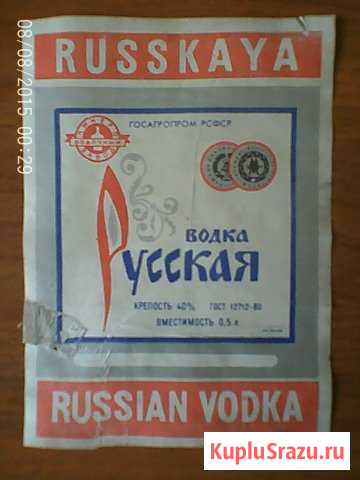 08/08/2015 00:29
RUSSKAYA
ГОСАГРОПРОМ РСФСР
ВОДКА
Русская
КРЕПОСТЬ 40% ГОСТ 12712-80
ВМЕСТИМОСТЬ 0,5 л
RUSSIAN VODKA
KupluSrazu.ru